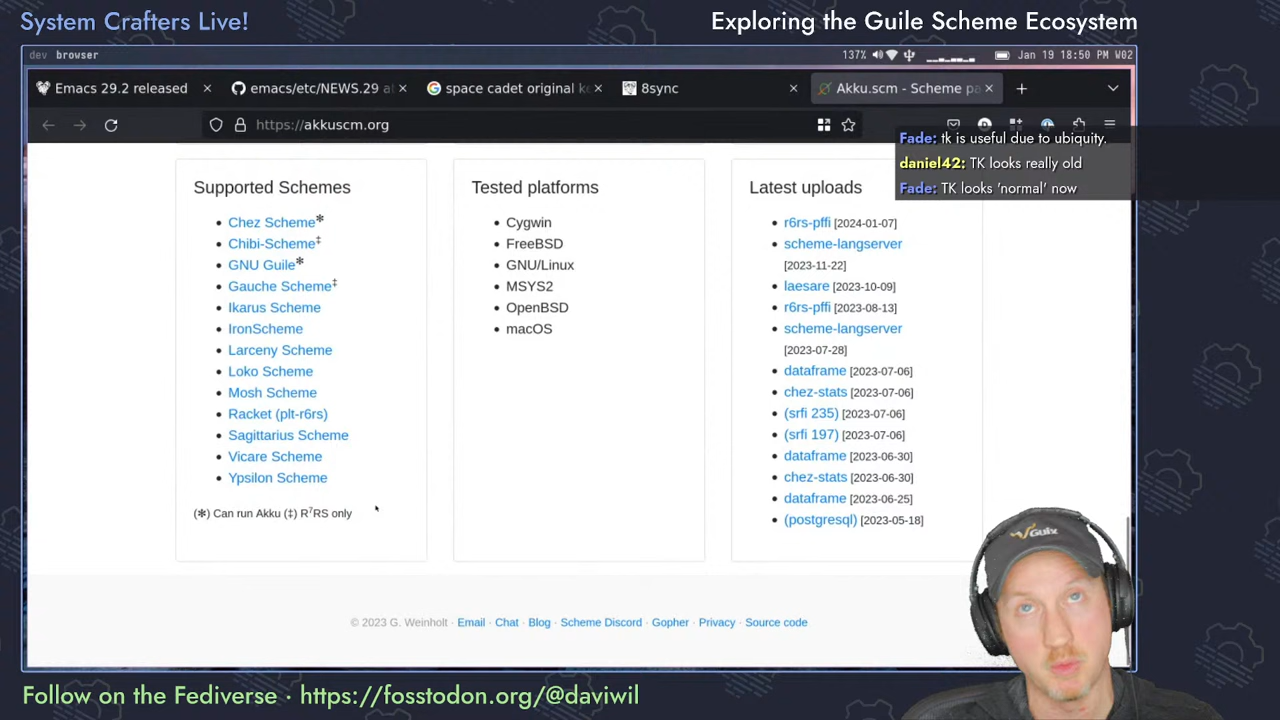 System Crafters Live!
Exploring the Guile Scheme Ecosystem
dev browser
137% Jan 19 18:50 PM W02
Emacs 29.2 released
emacs/etc/NEWS.29 at
space cadet original ke
8sync
Akku.scm - Scheme pa
https://akkuscm.org
Fade: tk is useful due to ubiquity.
daniel42: TK looks really old
Fade: TK looks 'normal' now
Supported Schemes
Chez Scheme✻
Chibi-Scheme‡
GNU Guile✻
Gauche Scheme‡
Ikarus Scheme
IronScheme
Larceny Scheme
Loko Scheme
Mosh Scheme
Racket (plt-r6rs)
Sagittarius Scheme
Vicare Scheme
Ypsilon Scheme
(✻) Can run Akku (‡) R⁷RS only
Tested platforms
Cygwin
FreeBSD
GNU/Linux
MSYS2
OpenBSD
macOS
Latest uploads
r6rs-pffi [2024-01-07]
scheme-langserver
[2023-11-22]
laesare [2023-10-09]
r6rs-pffi [2023-08-13]
scheme-langserver
[2023-07-28]
dataframe [2023-07-06]
chez-stats [2023-07-06]
(srfi 235) [2023-07-06]
(srfi 197) [2023-07-06]
dataframe [2023-06-30]
chez-stats [2023-06-30]
dataframe [2023-06-25]
(postgresql) [2023-05-18]
© 2023 G. Weinholt · Email · Chat · Blog · Scheme Discord · Gopher · Privacy · Source code
Guix
Follow on the Fediverse · https://fosstodon.org/@daviwil